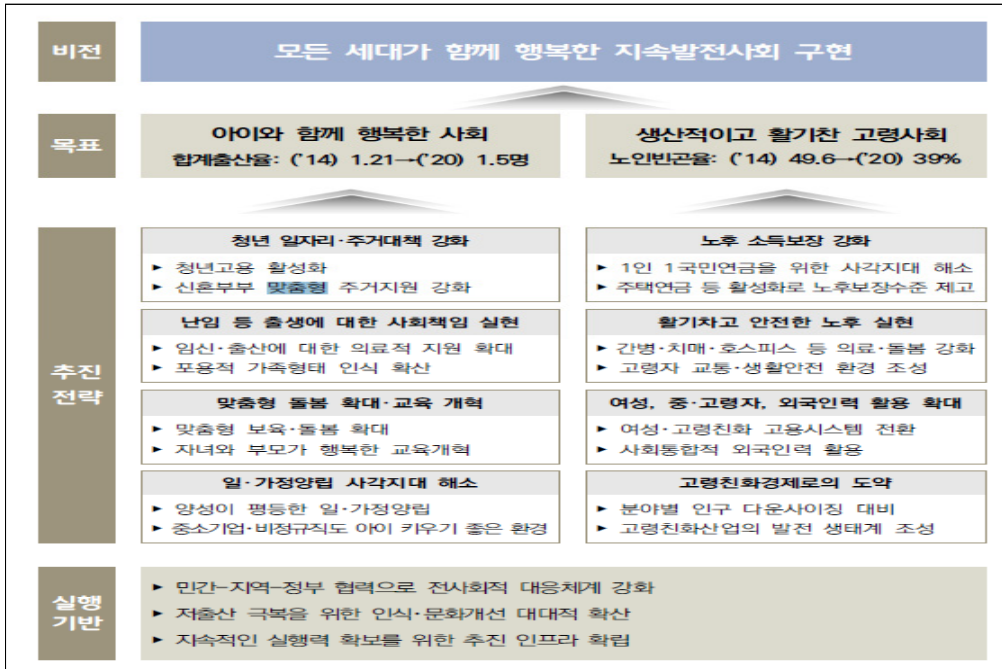 비전
모든 세대가 함께 행복한 지속발전사회 구현
목표
아이와 함께 행복한 사회
합계출산율: ('14) 1.21→('20) 1.5명
생산적이고 활기찬 고령사회
노인빈곤율: ('14) 49.6→('20) 39%
추진
전략
청년 일자리·주거대책 강화
► 청년고용 활성화
► 신혼부부 맞춤형 주거지원 강화
난임 등 출생에 대한 사회책임 실현
► 임신·출산에 대한 의료적 지원 확대
► 포용적 가족형태 인식 확산
맞춤형 돌봄 확대·교육 개혁
► 맞춤형 보육·돌봄 확대
► 자녀와 부모가 행복한 교육개혁
일·가정양립 사각지대 해소
► 양성이 평등한 일·가정양립
► 중소기업·비정규직도 아이 키우기 좋은 환경
노후 소득보장 강화
► 1인 1국민연금을 위한 사각지대 해소
► 주택연금 등 활성화로 노후보장수준 제고
활기차고 안전한 노후 실현
► 간병·치매·호스피스 등 의료·돌봄 강화
► 고령자 교통·생활안전 환경 조성
여성, 중·고령자, 외국인력 활용 확대
► 여성·고령친화 고용시스템 전환
► 사회통합적 외국인력 활용
고령친화경제로의 도약
► 분야별 인구 다운사이징 대비
► 고령친화산업의 발전 생태계 조성
실행
기반
► 민간-지역-정부 협력으로 전사회적 대응체계 강화
► 저출산 극복을 위한 인식·문화개선 대대적 확산
► 지속적인 실행력 확보를 위한 추진 인프라 확립